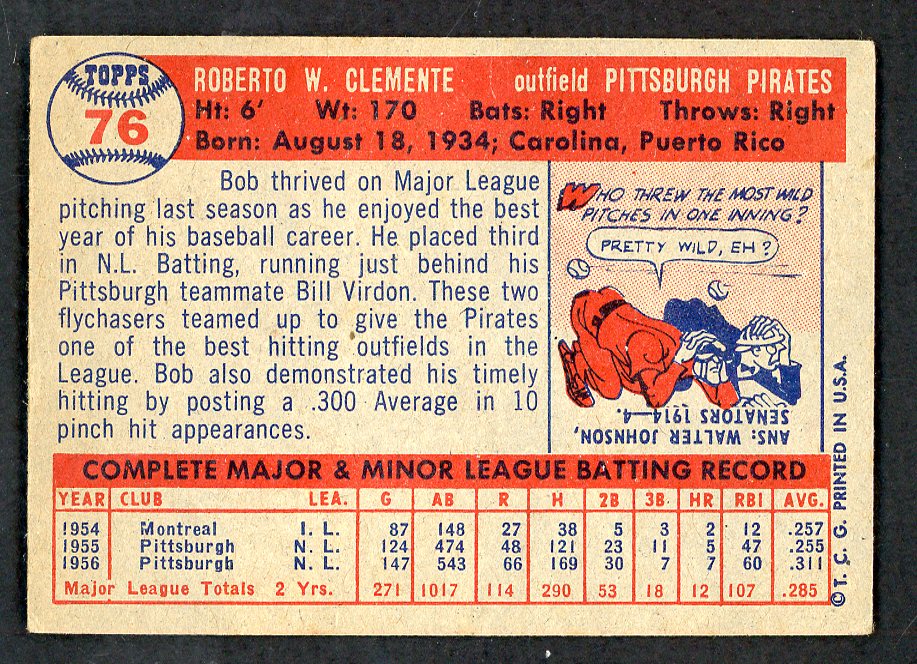 TOPPS
76
ROBERTO W. CLEMENTE outfield PITTSBURGH PIRATES
Ht: 6' Wt: 170 Bats: Right Throws: Right
Born: August 18, 1934; Carolina, Puerto Rico
Bob thrived on Major League
pitching last season as he enjoyed the best
year of his baseball career. He placed third
in N.L. Batting, running just behind his
Pittsburgh teammate Bill Virdon. These two
flychasers teamed up to give the Pirates
one of the best hitting outfields in the
League. Bob also demonstrated his timely
hitting by posting a .300 Average in 10
pinch hit appearances.
WHO THREW THE MOST WILD
PITCHES IN ONE INNING?
PRETTY WILD, EH?
ANS: WALTER JOHNSON,
SENATORS 1914—4.
COMPLETE MAJOR & MINOR LEAGUE BATTING RECORD
YEAR CLUB LEA. G AB R H 2B 3B HR RBI AVG.
1954 Montreal I. L. 87 148 27 38 5 3 2 12 .257
1955 Pittsburgh N. L. 124 474 48 121 23 11 5 47 .255
1956 Pittsburgh N. L. 147 543 66 169 30 7 7 60 .311
Major League Totals 2 Yrs. 271 1017 114 290 53 18 12 107 .285
©T. C. G. PRINTED IN U.S.A.